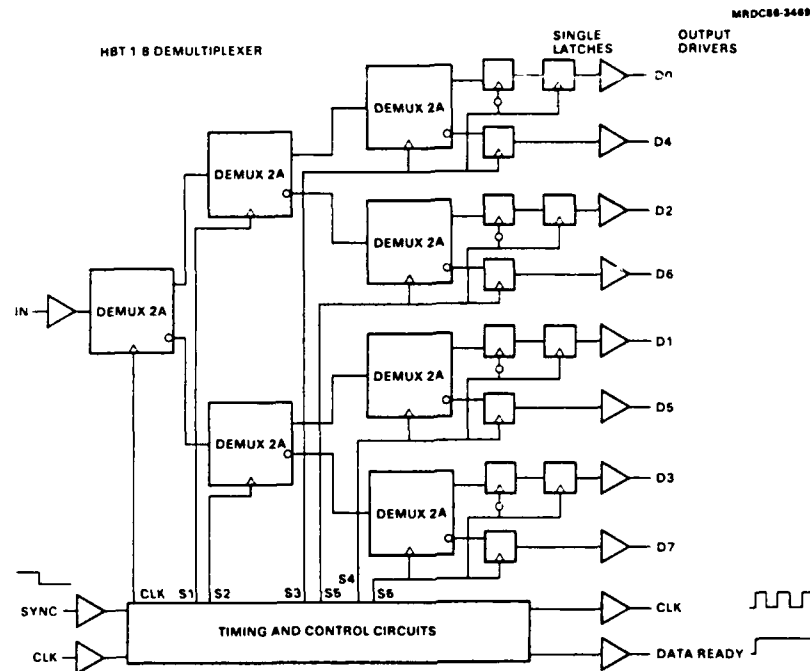 MRDC86-3469
HBT 1 8 DEMULTIPLEXER
SINGLE LATCHES
OUTPUT DRIVERS
DEMUX 2A
D0
D4
DEMUX 2A
DEMUX 2A
D2
D6
IN
DEMUX 2A
DEMUX 2A
D1
D5
DEMUX 2A
DEMUX 2A
D3
D7
CLK S1 S2 S3 S5 S4 S6
SYNC
CLK
TIMING AND CONTROL CIRCUITS
CLK
DATA READY